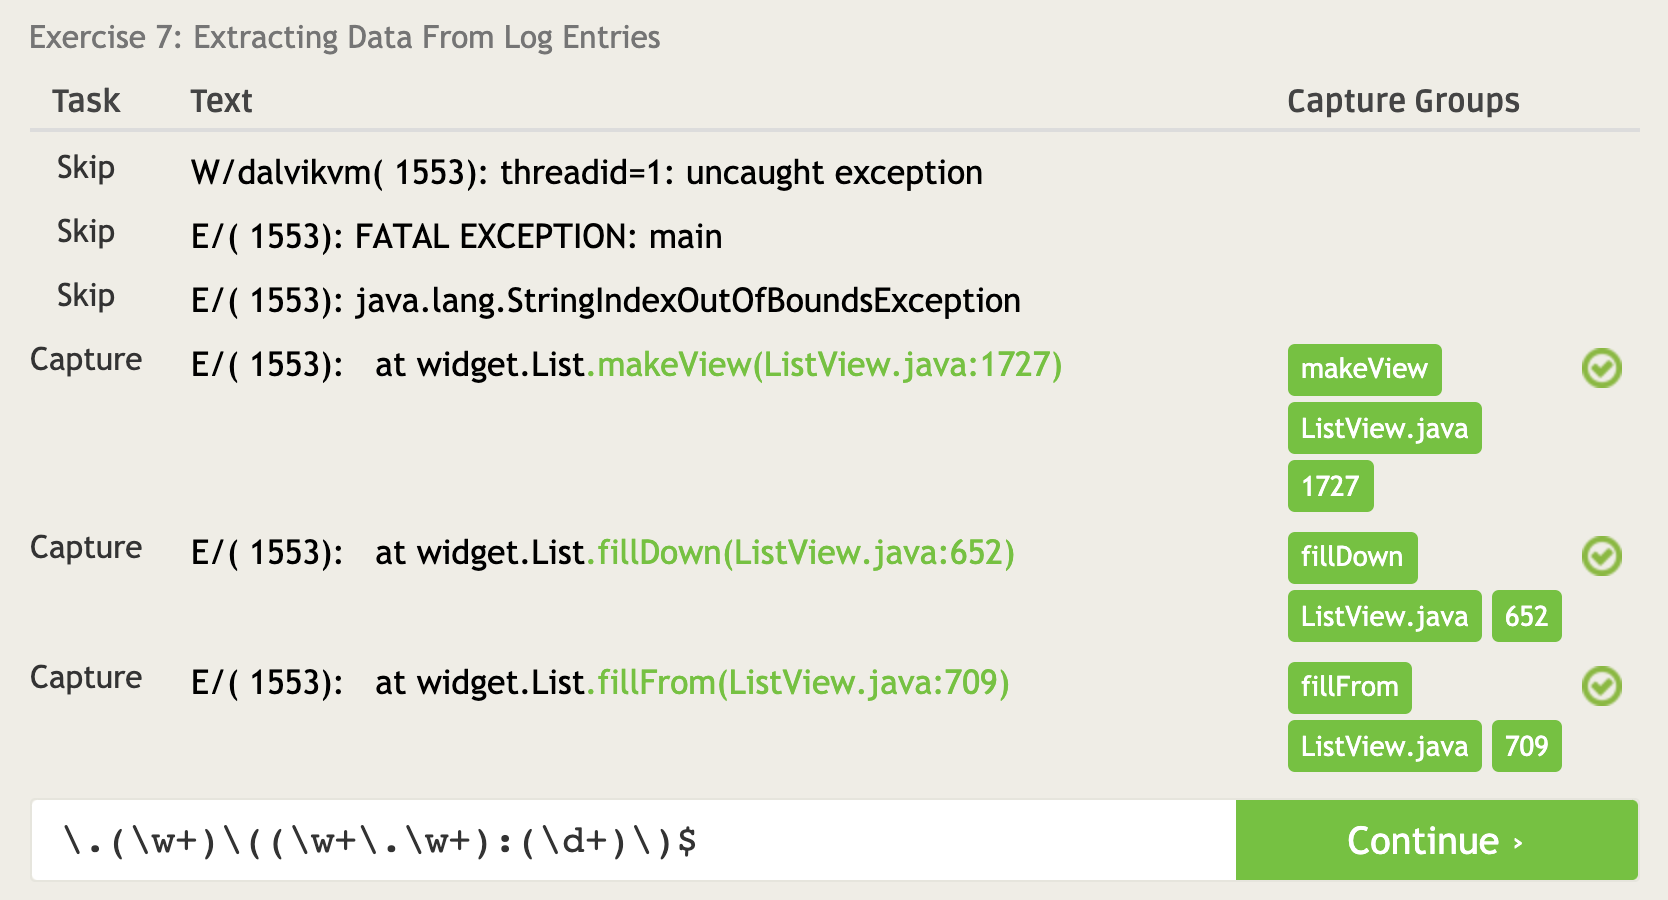 Exercise 7: Extracting Data From Log Entries
Task Text Capture Groups
Skip W/dalvikvm( 1553): threadid=1: uncaught exception
Skip E/( 1553): FATAL EXCEPTION: main
Skip E/( 1553): java.lang.StringIndexOutOfBoundsException
Capture E/( 1553):   at widget.List.makeView(ListView.java:1727) makeView
ListView.java
1727
Capture E/( 1553):   at widget.List.fillDown(ListView.java:652) fillDown
ListView.java 652
Capture E/( 1553):   at widget.List.fillFrom(ListView.java:709) fillFrom
ListView.java 709
\.(\w+)\((\w+\.\w+):(\d+)\)$ Continue ›